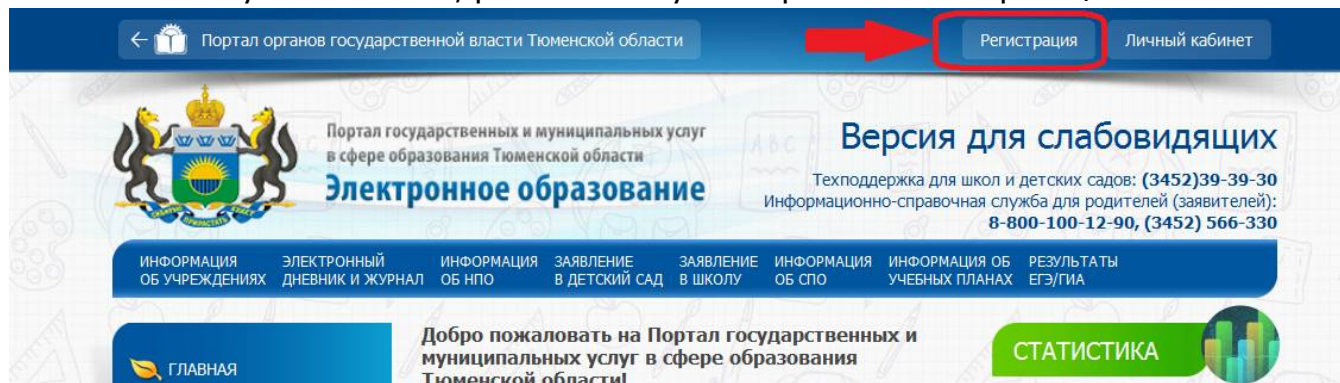 Портал органов государственной власти Тюменской области
Регистрация
Личный кабинет
Портал государственных и муниципальных услуг
в сфере образования Тюменской области
Электронное образование
Версия для слабовидящих
Техподдержка для школ и детских садов: (3452)39-39-30
Информационно-справочная служба для родителей (заявителей):
8-800-100-12-90, (3452) 566-330
ИНФОРМАЦИЯ
ОБ УЧРЕЖДЕНИЯХ
ЭЛЕКТРОННЫЙ
ДНЕВНИК И ЖУРНАЛ
ИНФОРМАЦИЯ
ОБ НПО
ЗАЯВЛЕНИЕ
В ДЕТСКИЙ САД
ЗАЯВЛЕНИЕ
В ШКОЛУ
ИНФОРМАЦИЯ
ОБ СПО
ИНФОРМАЦИЯ ОБ
УЧЕБНЫХ ПЛАНАХ
РЕЗУЛЬТАТЫ
ЕГЭ/ГИА
ГЛАВНАЯ
Добро пожаловать на Портал государственных и
муниципальных услуг в сфере образования
Тюменской области!
СТАТИСТИКА